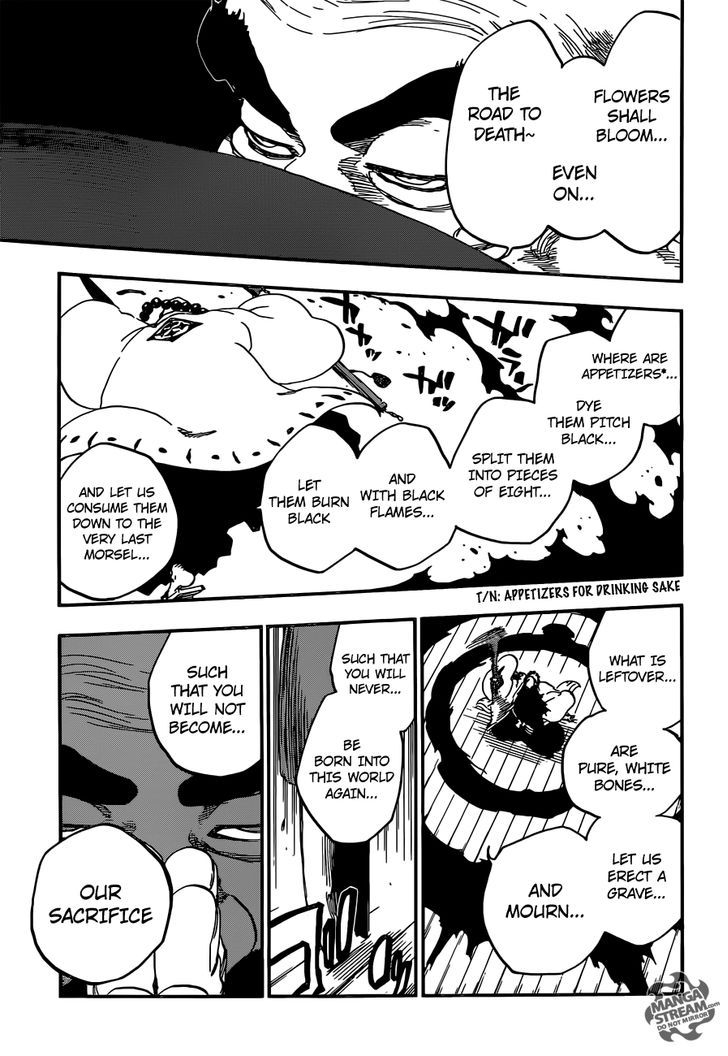 FLOWERS
SHALL
BLOOM...
EVEN
ON...
THE
ROAD TO
DEATH~
WHERE ARE
APPETIZERS*...
DYE
THEM PITCH
BLACK...
SPLIT THEM
INTO PIECES
OF EIGHT...
AND
WITH BLACK
FLAMES...
LET
THEM BURN
BLACK
AND LET US
CONSUME THEM
DOWN TO THE
VERY LAST
MORSEL...
T/N: APPETIZERS FOR DRINKING SAKE
WHAT IS
LEFTOVER...
ARE
PURE, WHITE
BONES...
LET US
ERECT A
GRAVE...
AND
MOURN...
SUCH THAT
YOU WILL
NEVER...
BE
BORN INTO
THIS WORLD
AGAIN...
SUCH
THAT YOU
WILL NOT
BECOME...
OUR
SACRIFICE
MANGA
STREAM.COM
DO NOT MIRROR